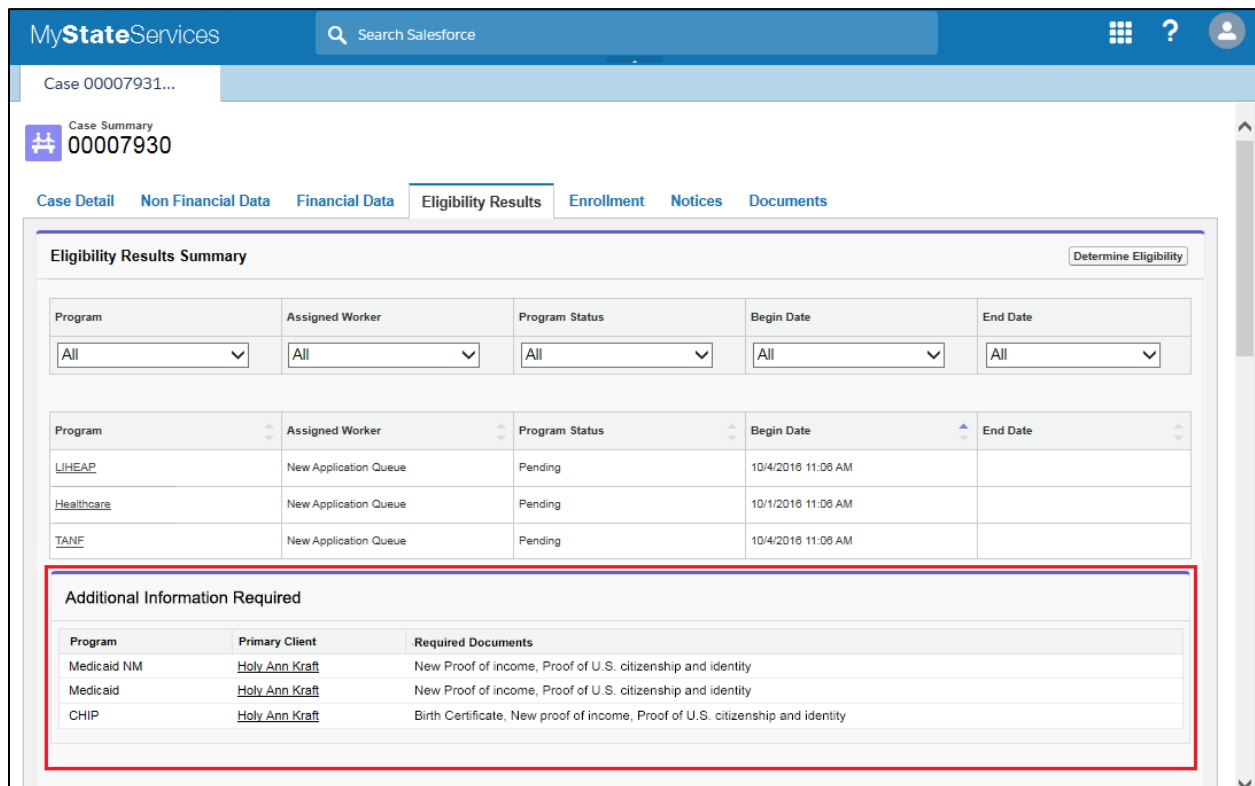 MyStateServices Search Salesforce ?
Case 00007931...
Case Summary
00007930
Case Detail Non Financial Data Financial Data Eligibility Results Enrollment Notices Documents
Eligibility Results Summary Determine Eligibility
Program Assigned Worker Program Status Begin Date End Date
All All All All All
Program Assigned Worker Program Status Begin Date End Date
LIHEAP New Application Queue Pending 10/4/2016 11:06 AM
Healthcare New Application Queue Pending 10/1/2016 11:06 AM
TANF New Application Queue Pending 10/4/2016 11:06 AM
Additional Information Required
Program Primary Client Required Documents
Medicaid NM Holy Ann Kraft New Proof of income, Proof of U.S. citizenship and identity
Medicaid Holy Ann Kraft New Proof of income, Proof of U.S. citizenship and identity
CHIP Holy Ann Kraft Birth Certificate, New proof of income, Proof of U.S. citizenship and identity